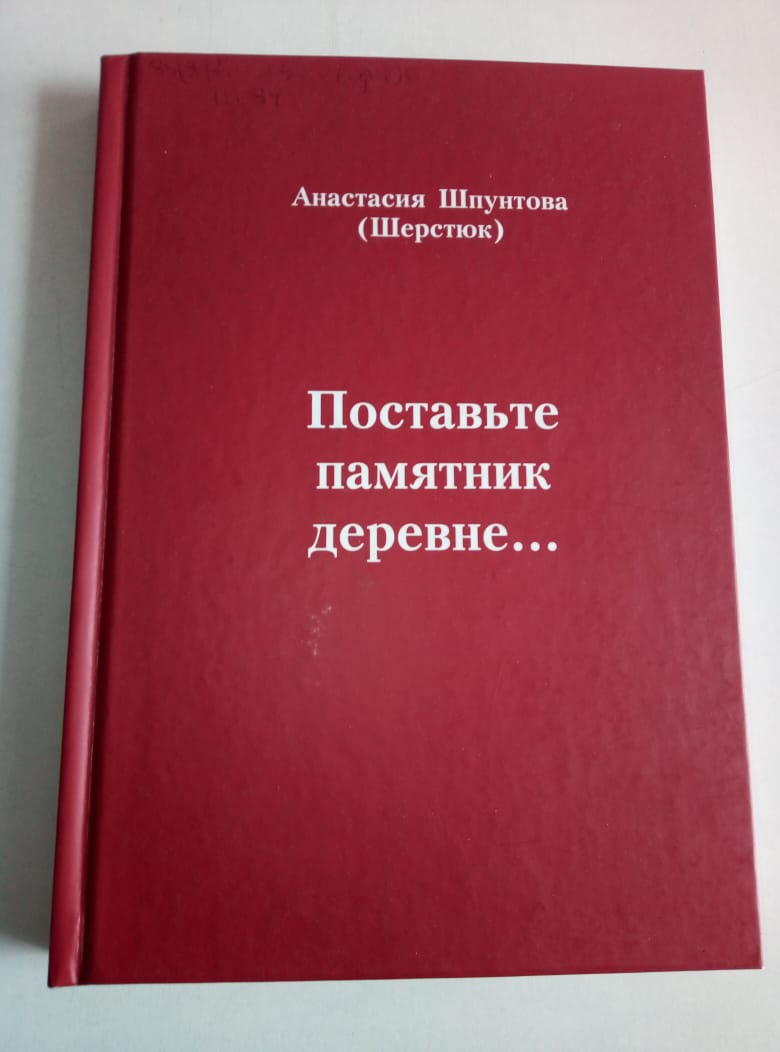 Анастасия Шпунтова
(Шерстюк)
Поставьте
памятник
деревне...